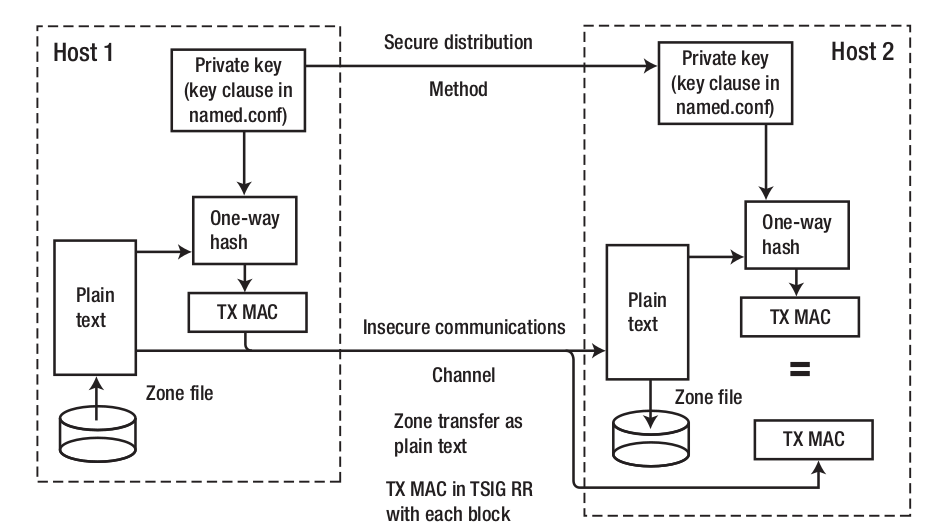 Host 1
Private key
(key clause in
named.conf)
Secure distribution
Method
Host 2
Private key
(key clause in
named.conf)
One-way
hash
One-way
hash
Plain
text
TX MAC
Plain
text
TX MAC
Insecure communications
Channel
=
Zone file
Zone file
Zone transfer as
plain text
TX MAC
TX MAC in TSIG RR
with each block